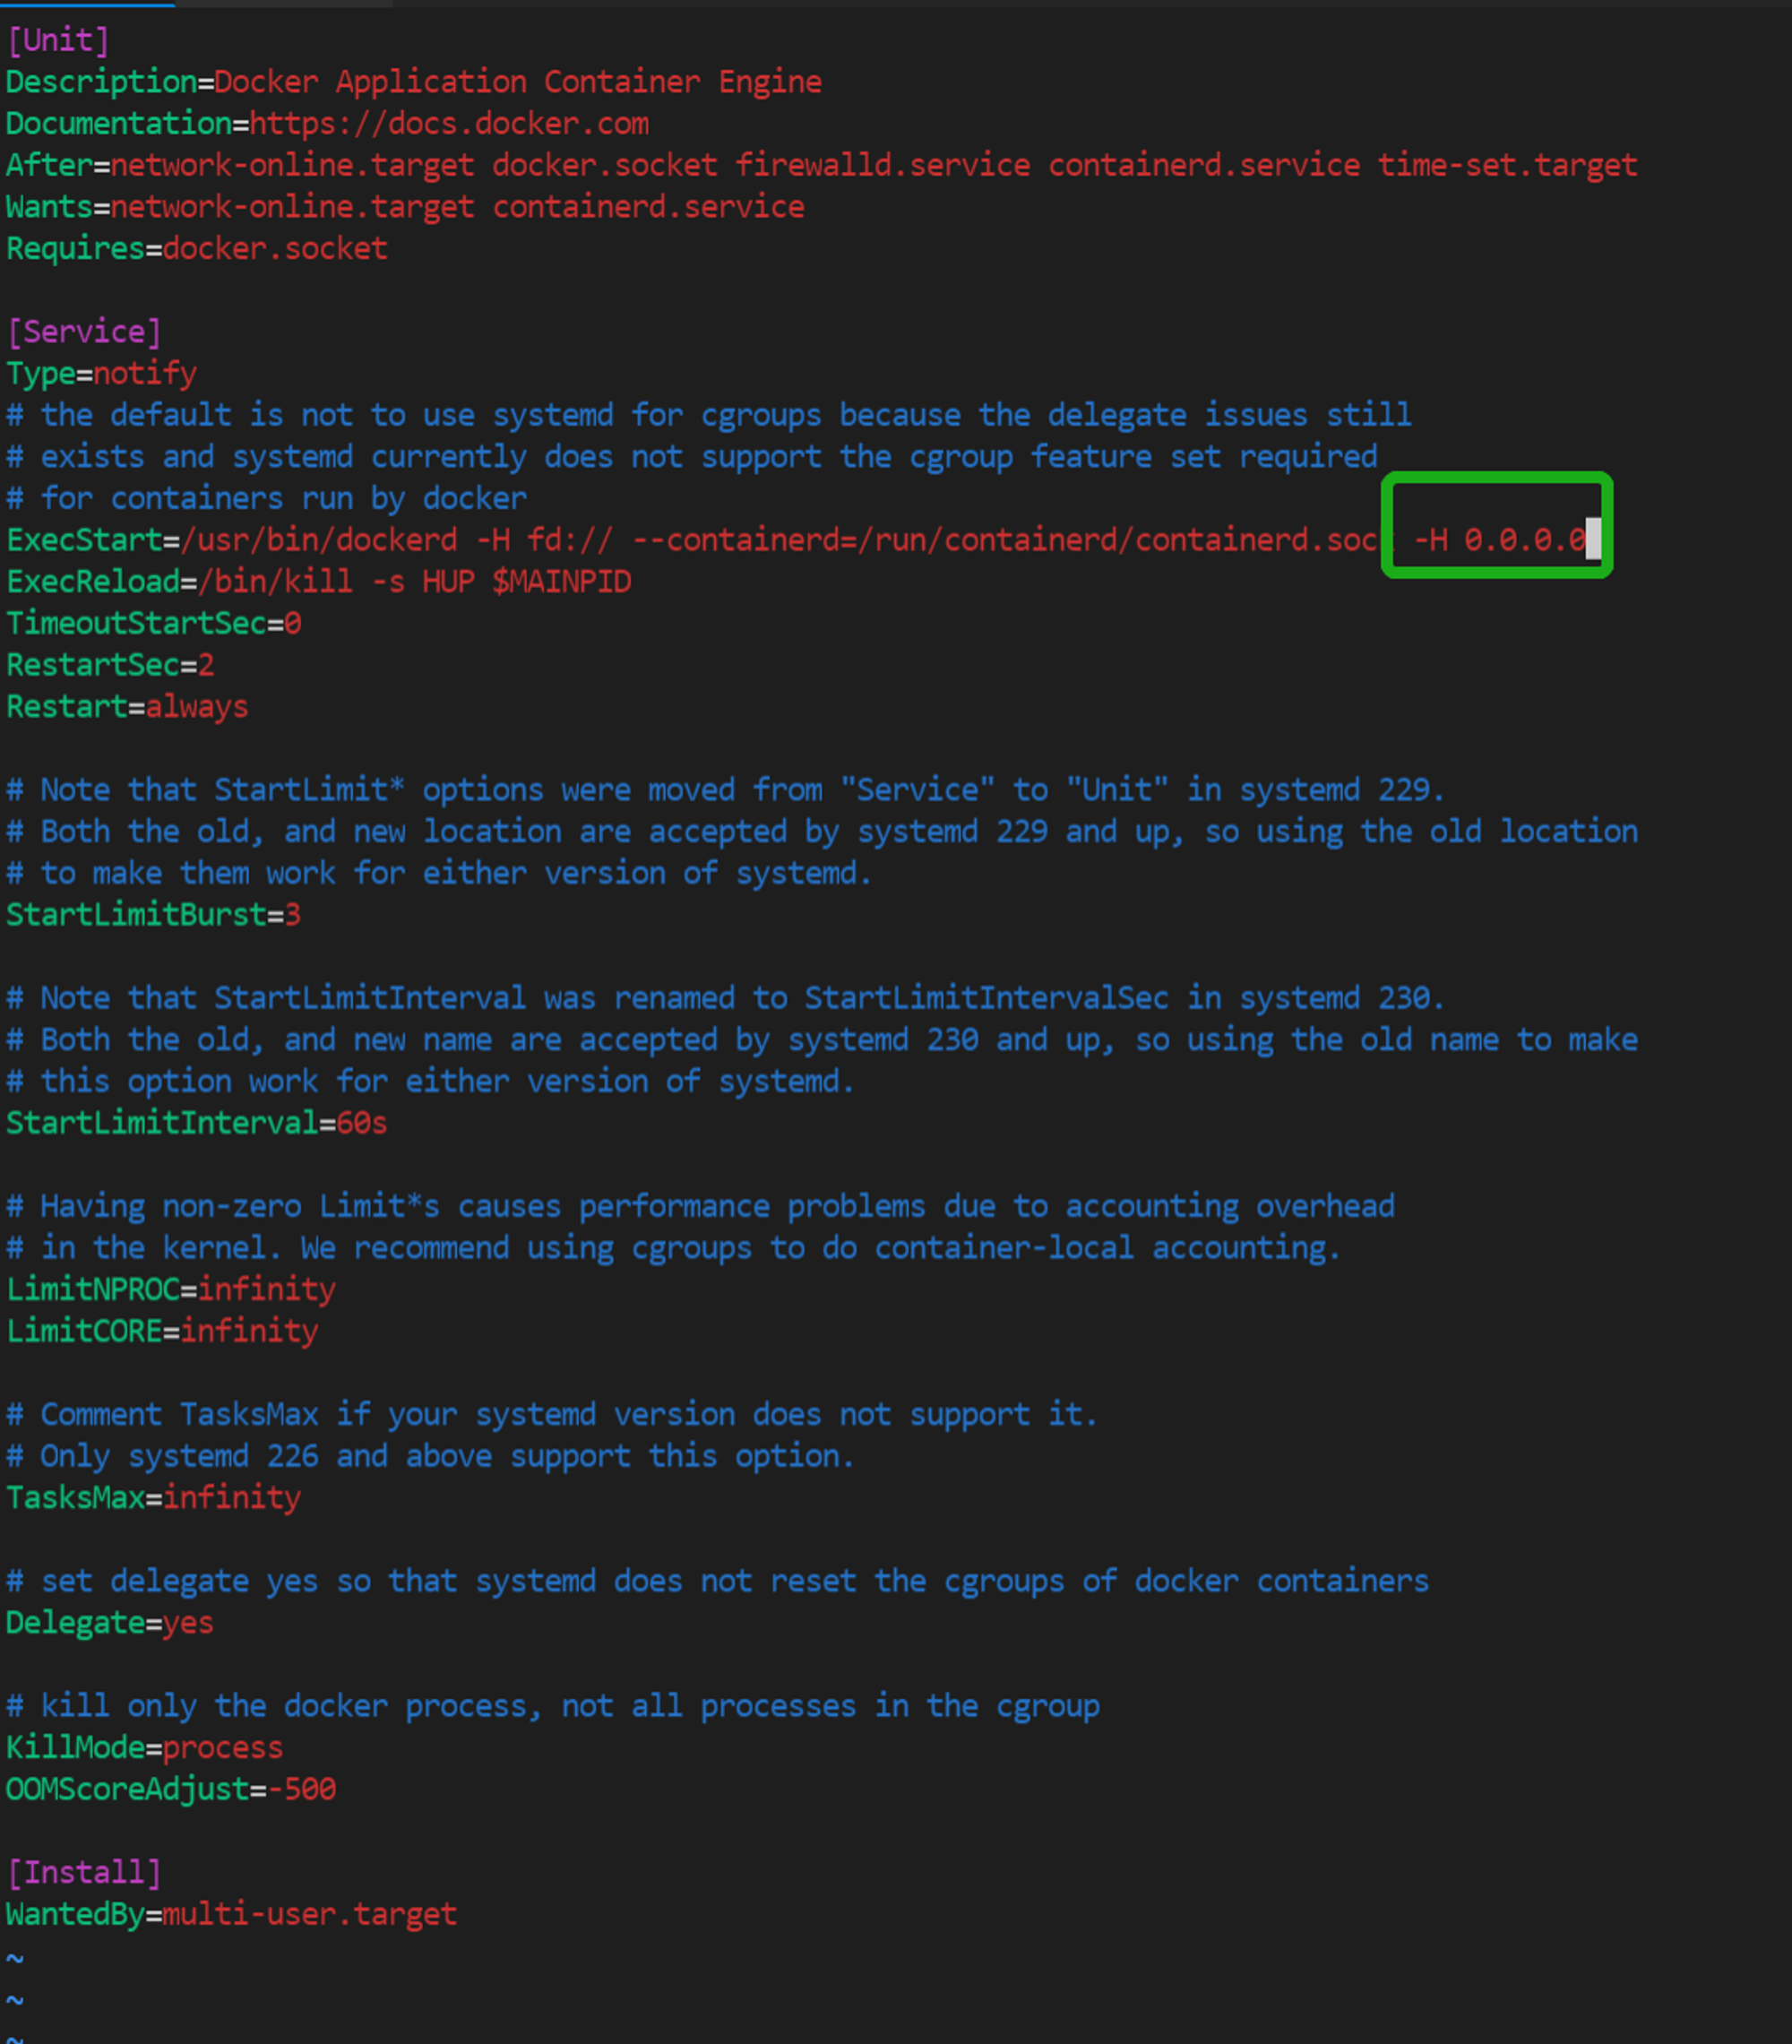 [Unit]
Description=Docker Application Container Engine
Documentation=https://docs.docker.com
After=network-online.target docker.socket firewalld.service containerd.service time-set.target
Wants=network-online.target containerd.service
Requires=docker.socket
[Service]
Type=notify
# the default is not to use systemd for cgroups because the delegate issues still
# exists and systemd currently does not support the cgroup feature set required
# for containers run by docker
ExecStart=/usr/bin/dockerd -H fd:// --containerd=/run/containerd/containerd.sock -H 0.0.0.0
ExecReload=/bin/kill -s HUP $MAINPID
TimeoutStartSec=0
RestartSec=2
Restart=always
# Note that StartLimit* options were moved from "Service" to "Unit" in systemd 229.
# Both the old, and new location are accepted by systemd 229 and up, so using the old location
# to make them work for either version of systemd.
StartLimitBurst=3
# Note that StartLimitInterval was renamed to StartLimitIntervalSec in systemd 230.
# Both the old, and new name are accepted by systemd 230 and up, so using the old name to make
# this option work for either version of systemd.
StartLimitInterval=60s
# Having non-zero Limit*s causes performance problems due to accounting overhead
# in the kernel. We recommend using cgroups to do container-local accounting.
LimitNPROC=infinity
LimitCORE=infinity
# Comment TasksMax if your systemd version does not support it.
# Only systemd 226 and above support this option.
TasksMax=infinity
# set delegate yes so that systemd does not reset the cgroups of docker containers
Delegate=yes
# kill only the docker process, not all processes in the cgroup
KillMode=process
OOMScoreAdjust=-500
[Install]
WantedBy=multi-user.target
~
~
~